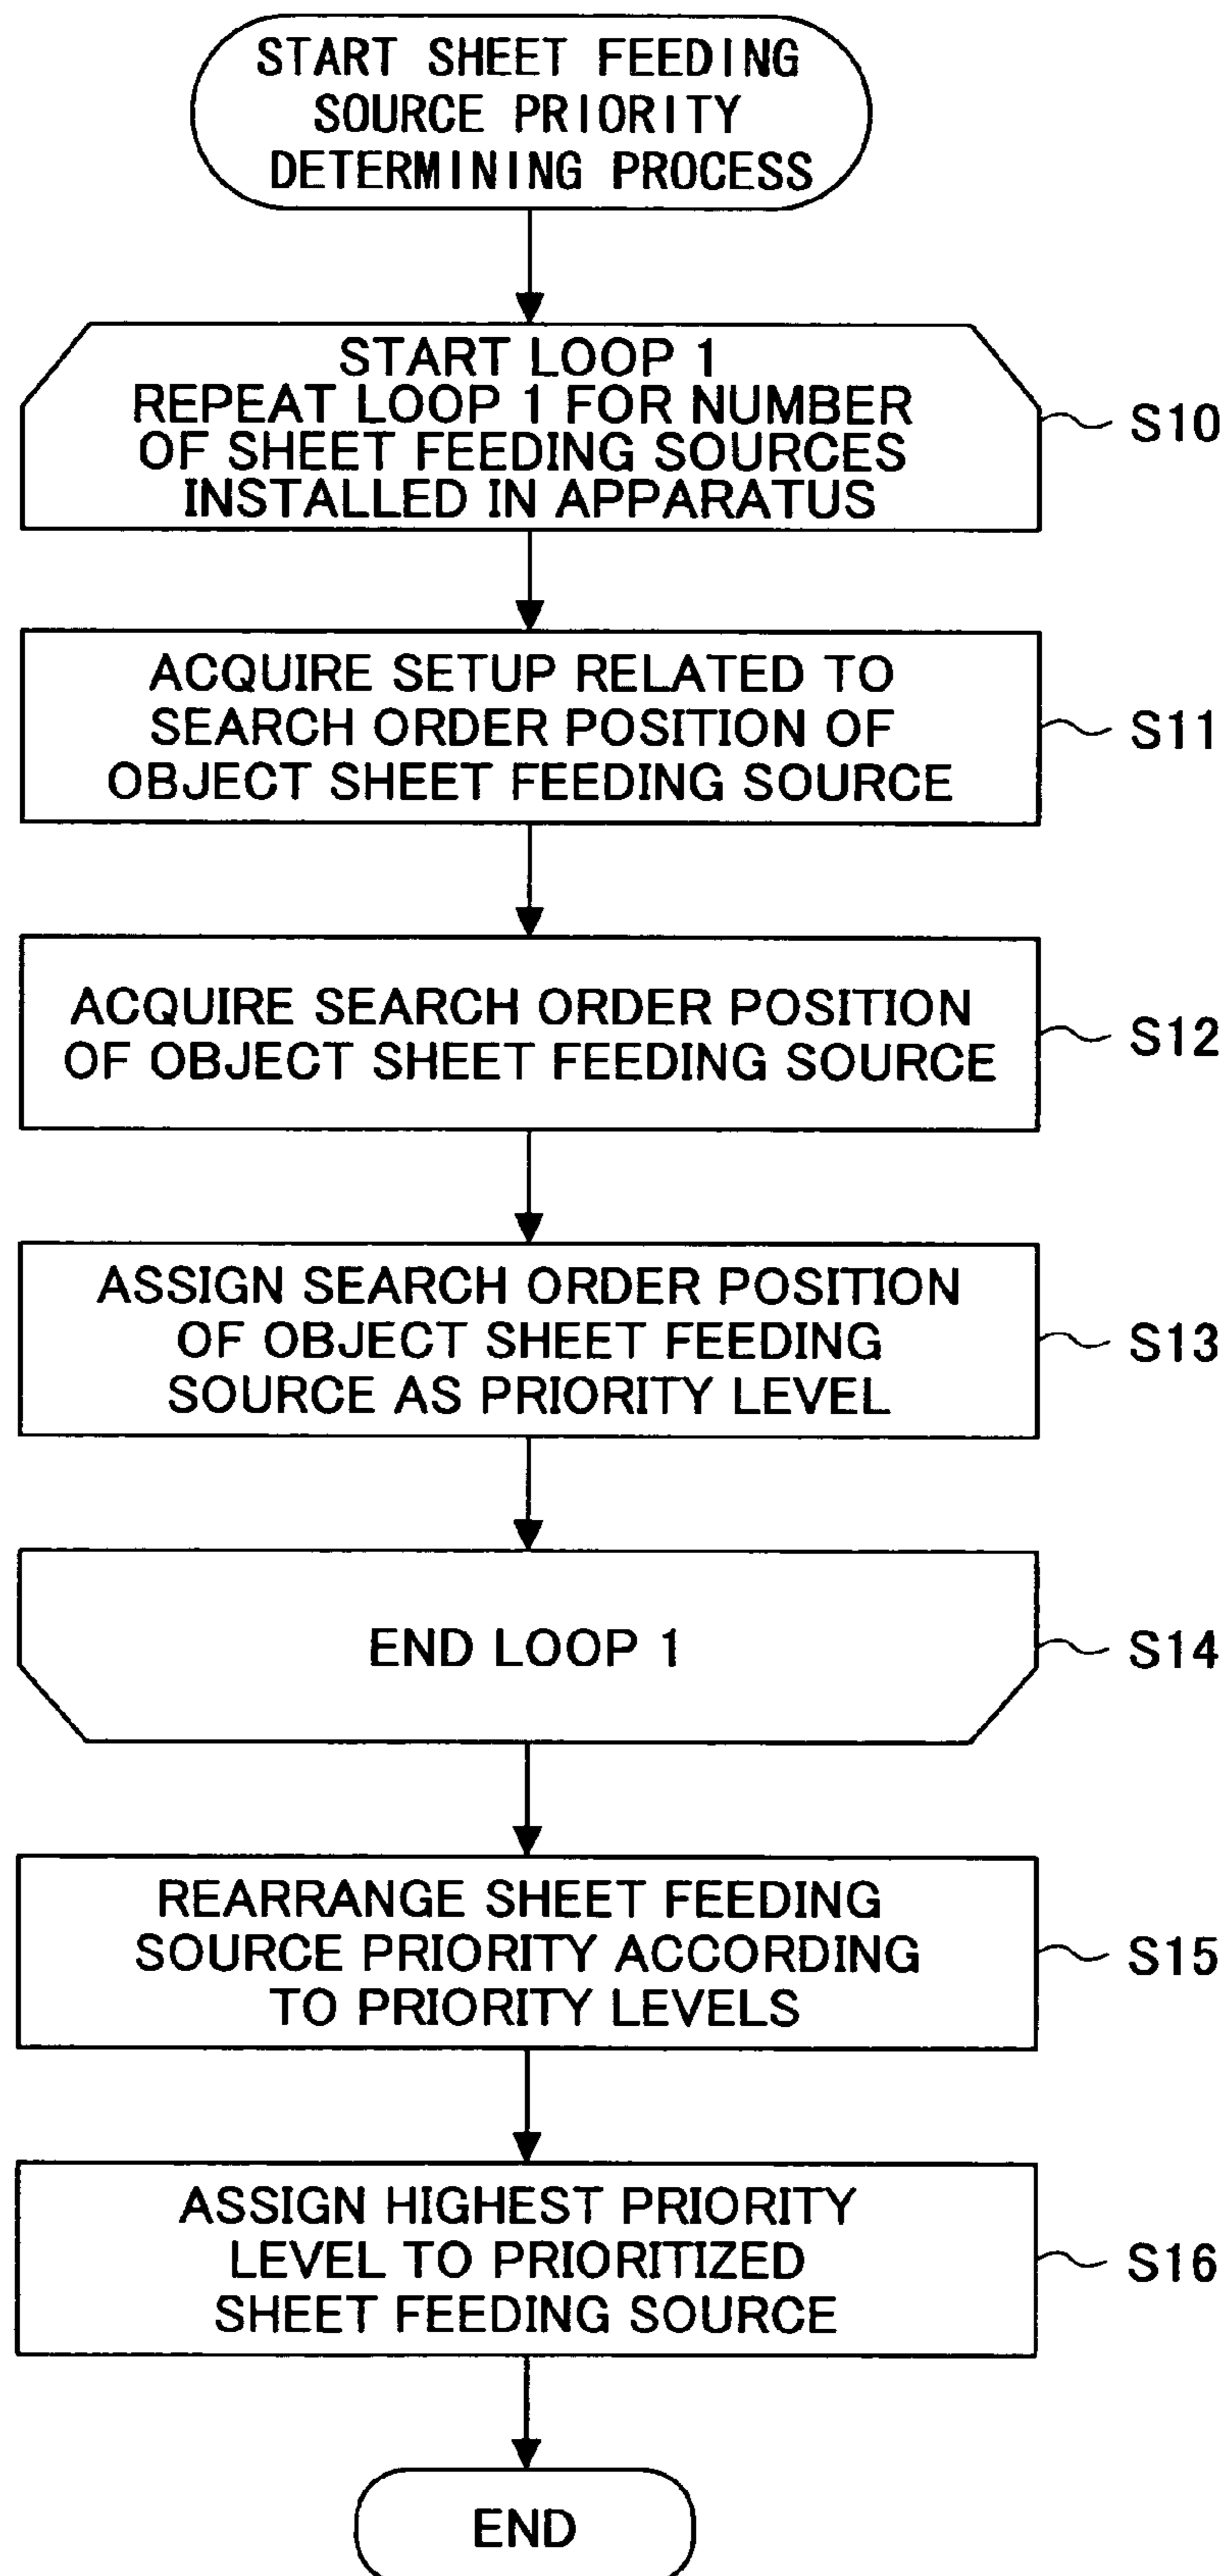 START SHEET FEEDING
SOURCE PRIORITY
DETERMINING PROCESS
START LOOP 1
REPEAT LOOP 1 FOR NUMBER
OF SHEET FEEDING SOURCES
INSTALLED IN APPARATUS
S10
ACQUIRE SETUP RELATED TO
SEARCH ORDER POSITION OF
OBJECT SHEET FEEDING SOURCE
S11
ACQUIRE SEARCH ORDER POSITION
OF OBJECT SHEET FEEDING SOURCE
S12
ASSIGN SEARCH ORDER POSITION
OF OBJECT SHEET FEEDING
SOURCE AS PRIORITY LEVEL
S13
END LOOP 1
S14
REARRANGE SHEET FEEDING
SOURCE PRIORITY ACCORDING
TO PRIORITY LEVELS
S15
ASSIGN HIGHEST PRIORITY
LEVEL TO PRIORITIZED
SHEET FEEDING SOURCE
S16
END